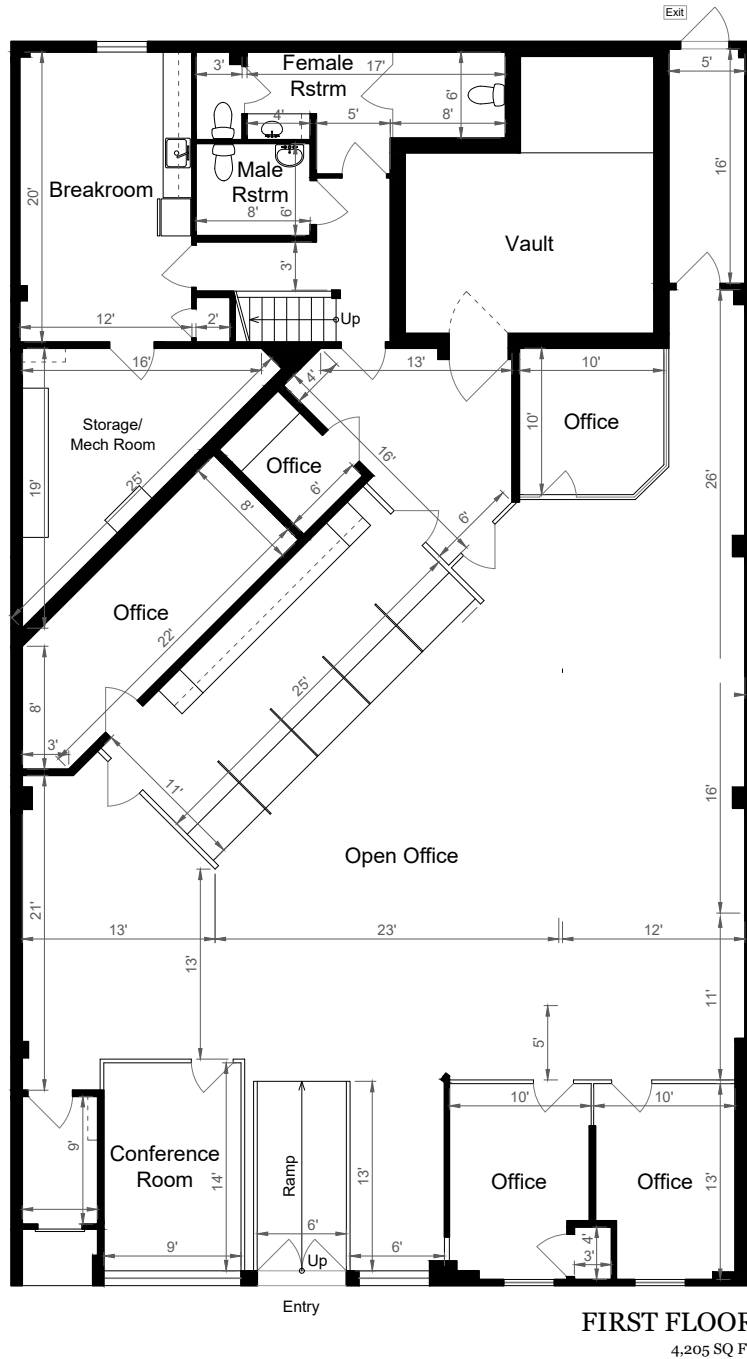 Exit
3'
Female
Rstrm
17'
5'
6'
4'
5'
8'
16'
20'
Breakroom
Male
Rstrm
8'
6'
Vault
3'
12'
2'
Up
16'
4'
13'
10'
Storage/
Mech Room
19'
25'
Office
6'
16'
10'
Office
26'
8'
6'
Office
22'
25'
8'
3'
11'
16'
Open Office
21'
13'
23'
12'
13'
11'
5'
9'
Conference
Room
14'
9'
Ramp
6'
13'
Up
6'
10'
Office
10'
Office
13'
4'
3'
Entry
FIRST FLOOR
4,205 SQ F